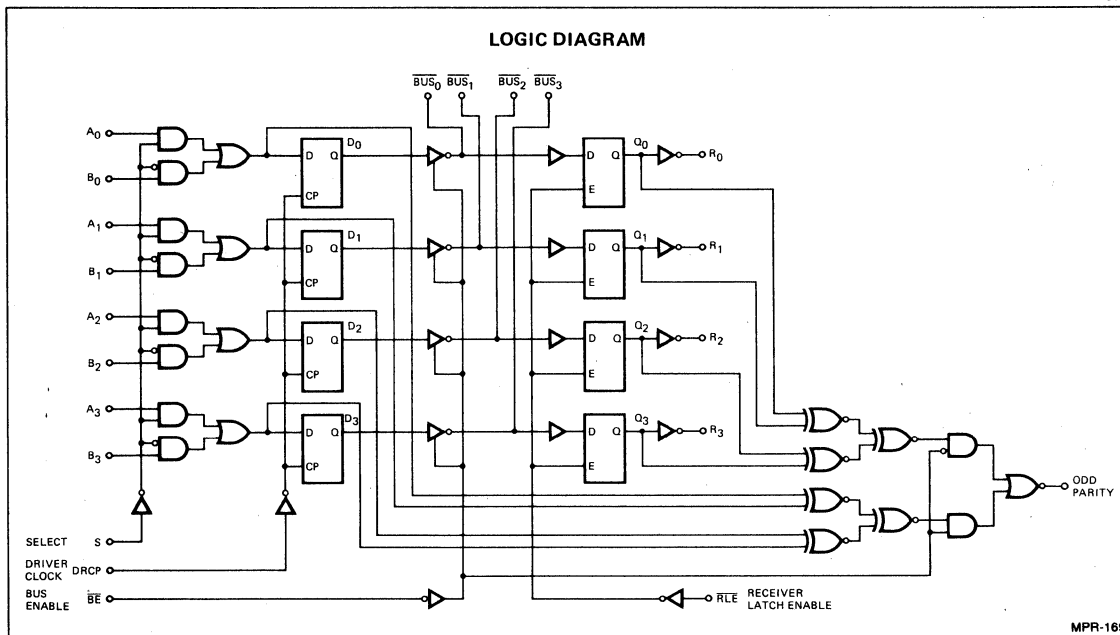 LOGIC DIAGRAM
BUS0 BUS1 BUS2 BUS3
A0
B0
D CP Q
D0
D E Q
Q0
R0
A1
B1
D CP Q
D1
D E Q
Q1
R1
A2
B2
D CP Q
D2
D E Q
Q2
R2
A3
B3
D CP Q
D3
D E Q
Q3
R3
ODD
PARITY
SELECT S
DRIVER
CLOCK DRCP
BUS
ENABLE BE
RLE RECEIVER
LATCH ENABLE